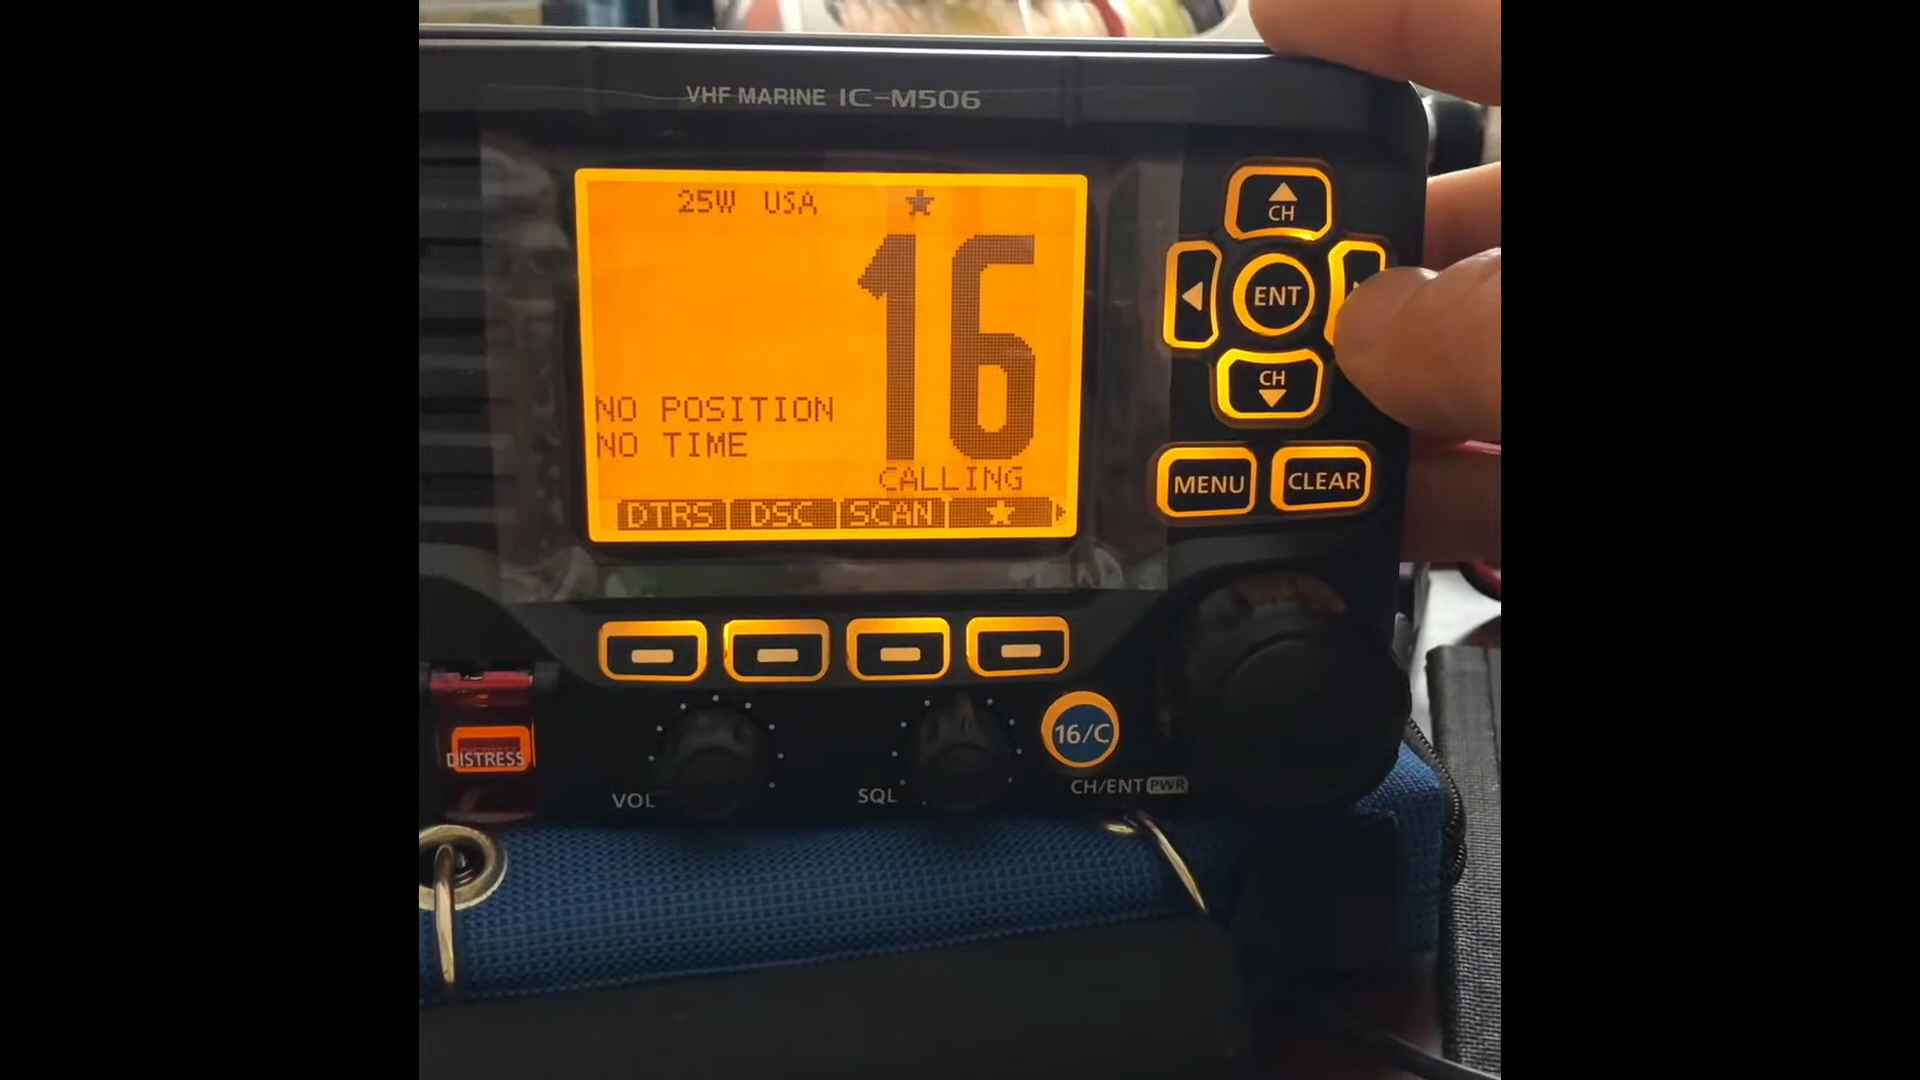 VHF MARINE IC-M506
25W USA ★
16
NO POSITION
NO TIME
CALLING
DTRS DSC SCAN ★
CH
ENT
CH
MENU CLEAR
DISTRESS
VOL
SQL
16/C
CH/ENT PWR